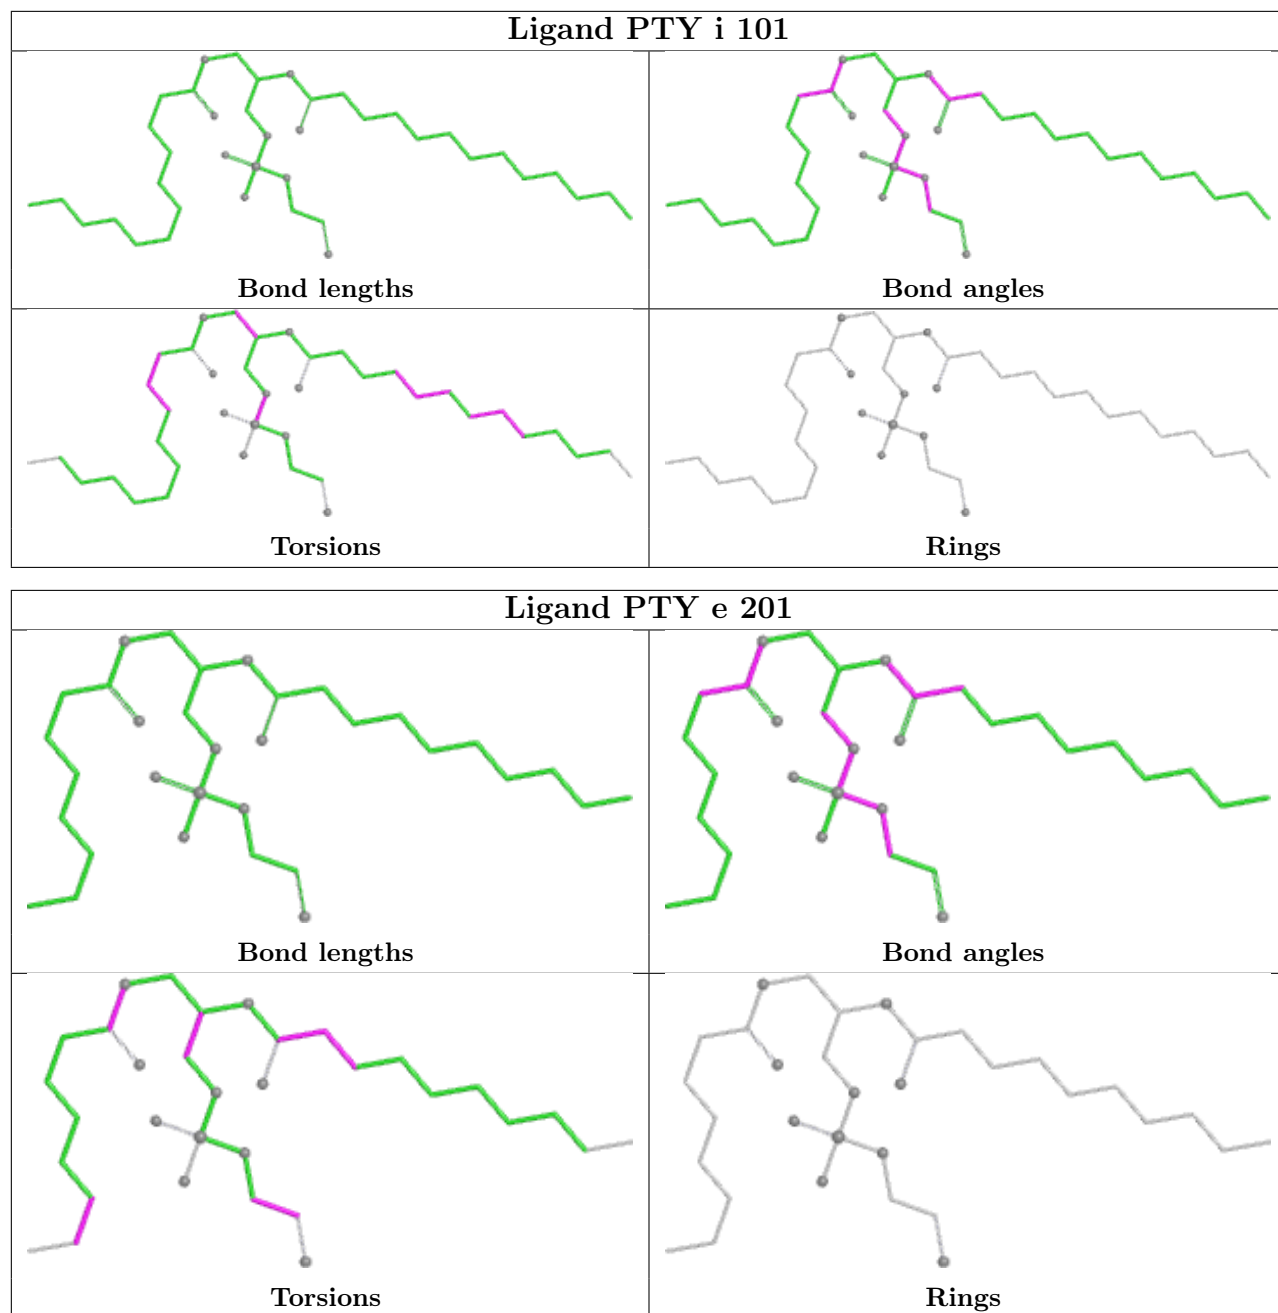 Ligand PTY i 101
Bond lengths
Bond angles
Torsions
Rings
Ligand PTY e 201
Bond lengths
Bond angles
Torsions
Rings